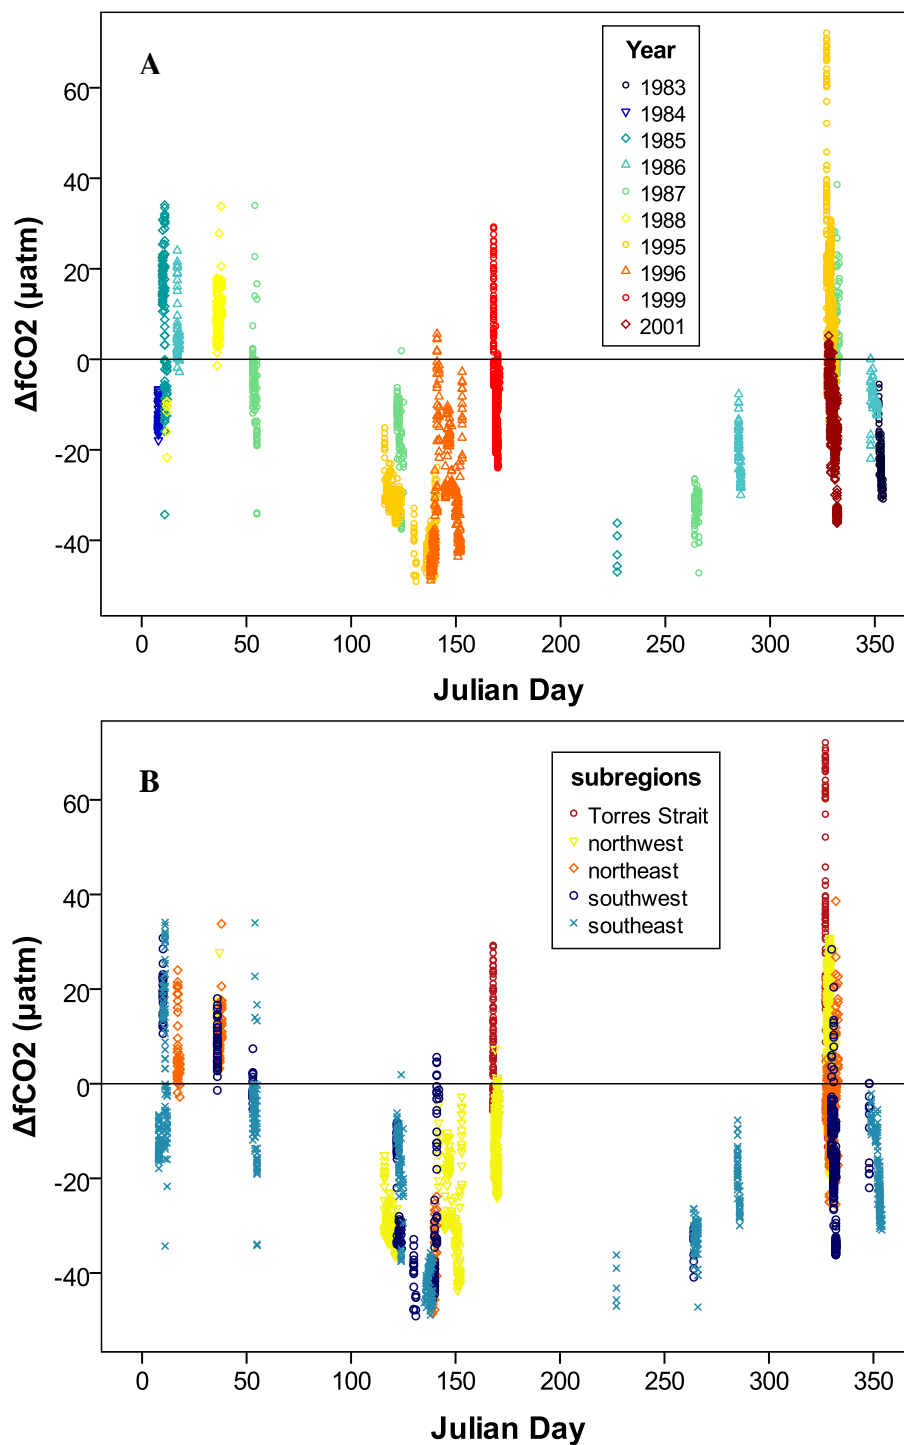 A
Year
1983
1984
1985
1986
1987
1988
1995
1996
1999
2001
60
40
20
0
-20
-40
ΔfCO2 (µatm)
0 50 100 150 200 250 300 350
Julian Day
B
subregions
Torres Strait
northwest
northeast
southwest
southeast
60
40
20
0
-20
-40
ΔfCO2 (µatm)
0 50 100 150 200 250 300 350
Julian Day